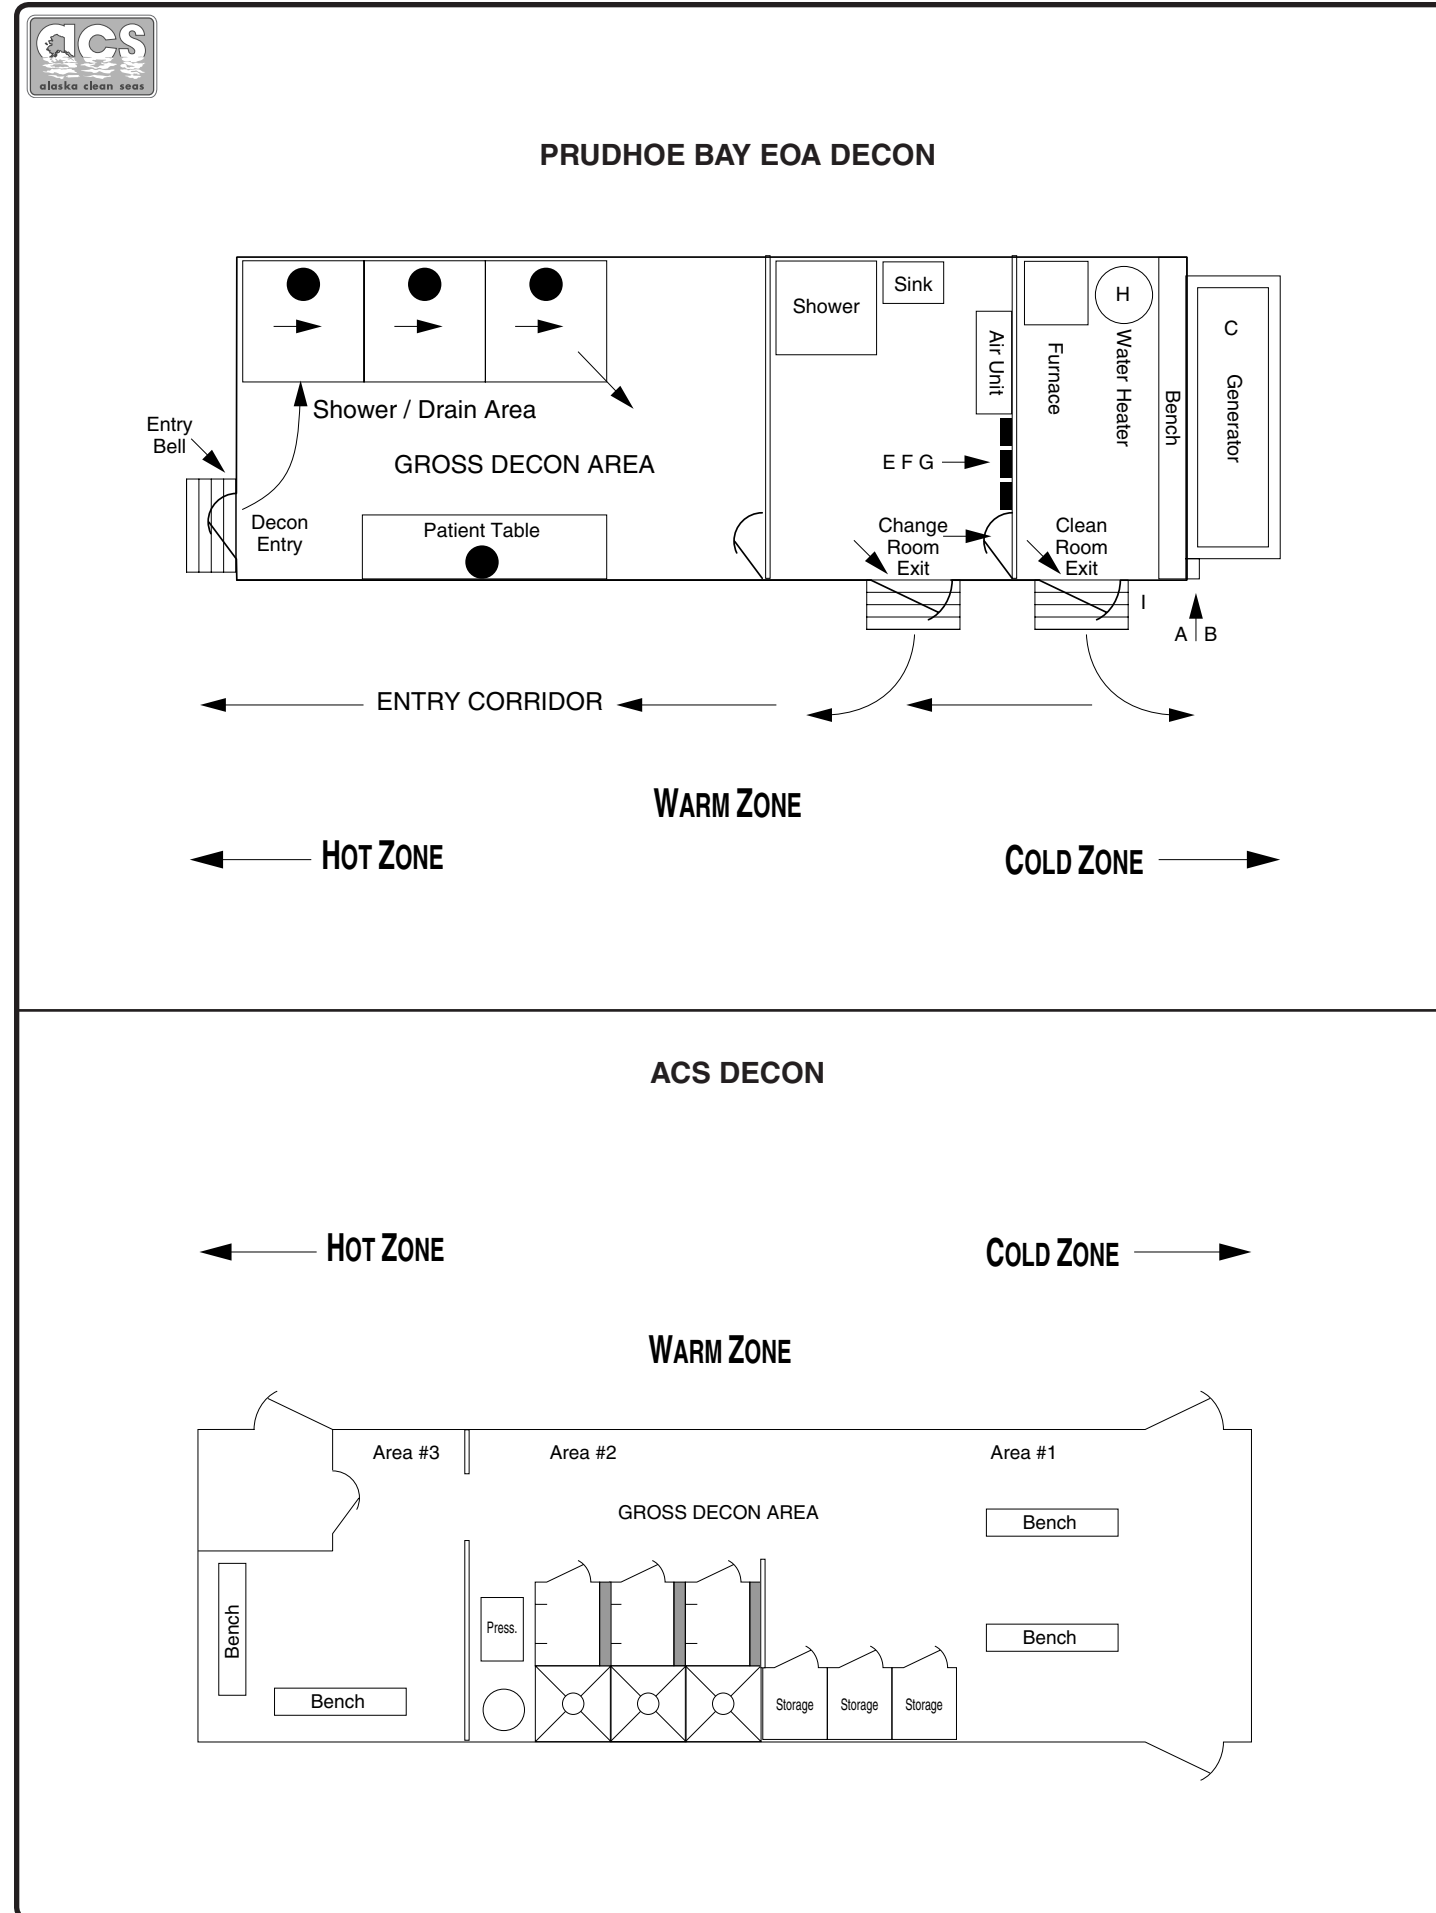 acs
alaska clean seas
PRUDHOE BAY EOA DECON
Shower
Sink
H
C
Air Unit
Furnace
Water Heater
Bench
Generator
Shower / Drain Area
Entry
Bell
GROSS DECON AREA
E F G
Decon
Entry
Patient Table
Change
Room
Exit
Clean
Room
Exit
I
A
B
ENTRY CORRIDOR
WARM ZONE
HOT ZONE
COLD ZONE
ACS DECON
HOT ZONE
COLD ZONE
WARM ZONE
Area #3
Area #2
Area #1
GROSS DECON AREA
Bench
Bench
Press.
Bench
Bench
Storage
Storage
Storage